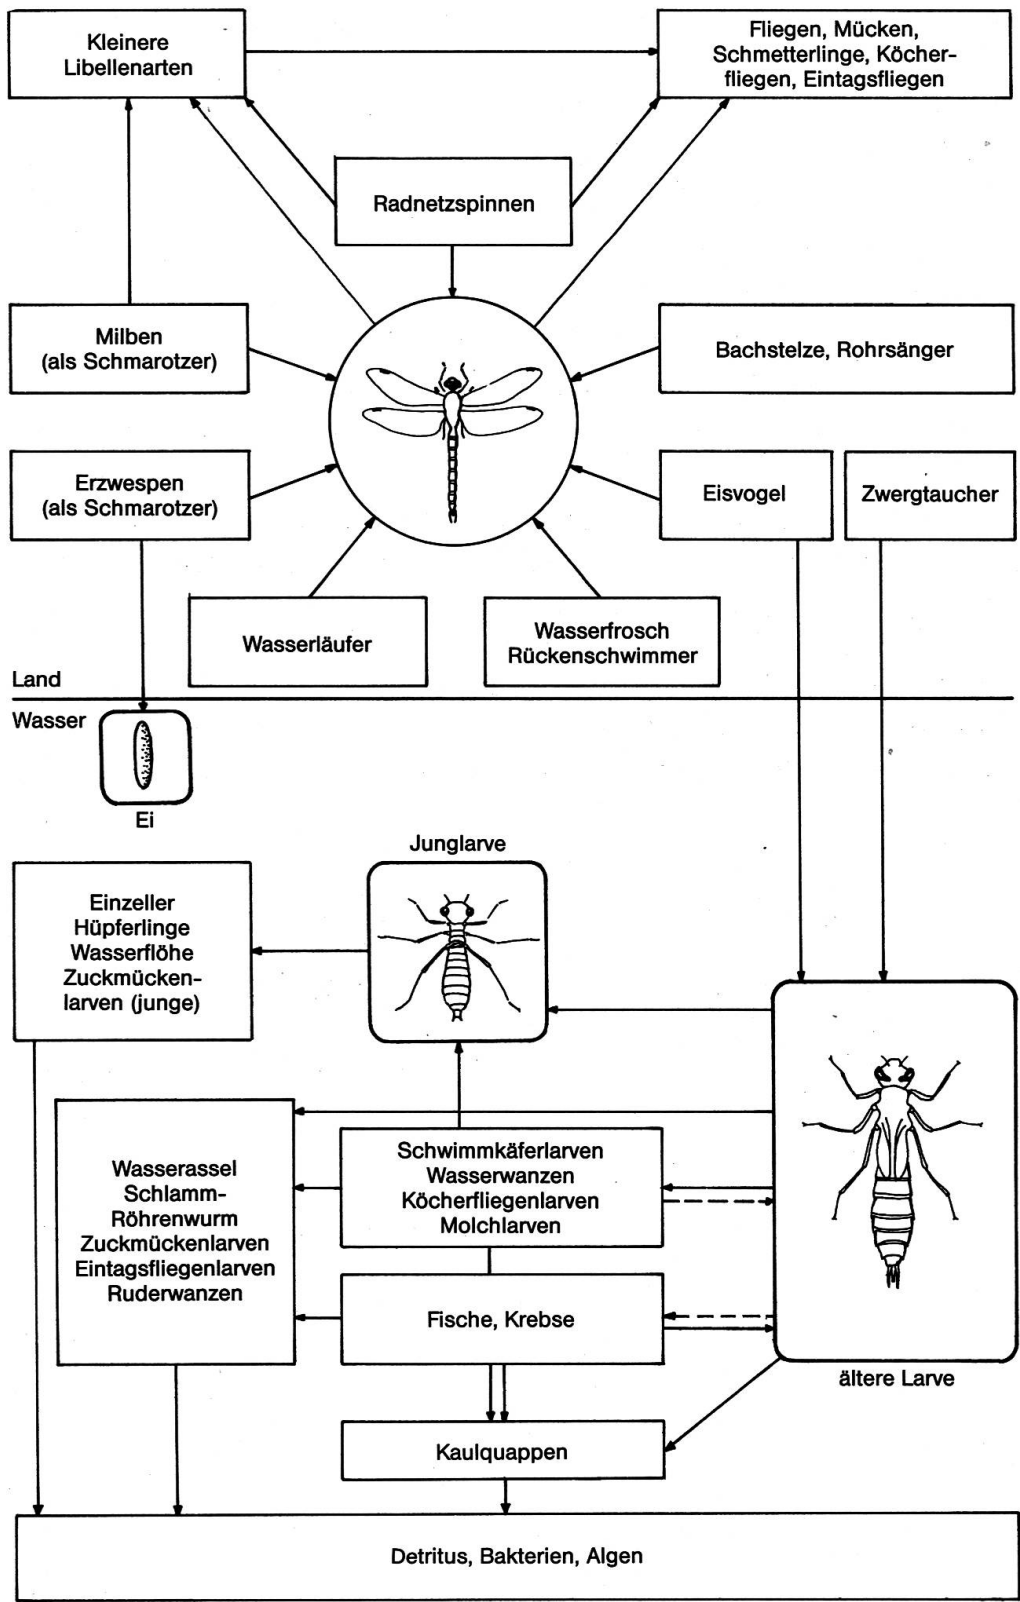 Kleinere
Libellenarten
Fliegen, Mücken,
Schmetterlinge, Köcher-
fliegen, Eintagsfliegen
Radnetzspinnen
Milben
(als Schmarotzer)
Bachstelze, Rohrsänger
Erzwespen
(als Schmarotzer)
Eisvogel
Zwergtaucher
Wasserläufer
Wasserfrosch
Rückenschwimmer
Land
Wasser
Ei
Junglarve
Einzeller
Hüpferlinge
Wasserflöhe
Zuckmücken-
larven (junge)
Wasserassel
Schlamm-
Röhrenwurm
Zuckmückenlarven
Eintagsfliegenlarven
Ruderwanzen
Schwimmkäferlarven
Wasserwanzen
Köcherfliegenlarven
Molchlarven
Fische, Krebse
ältere Larve
Kaulquappen
Detritus, Bakterien, Algen